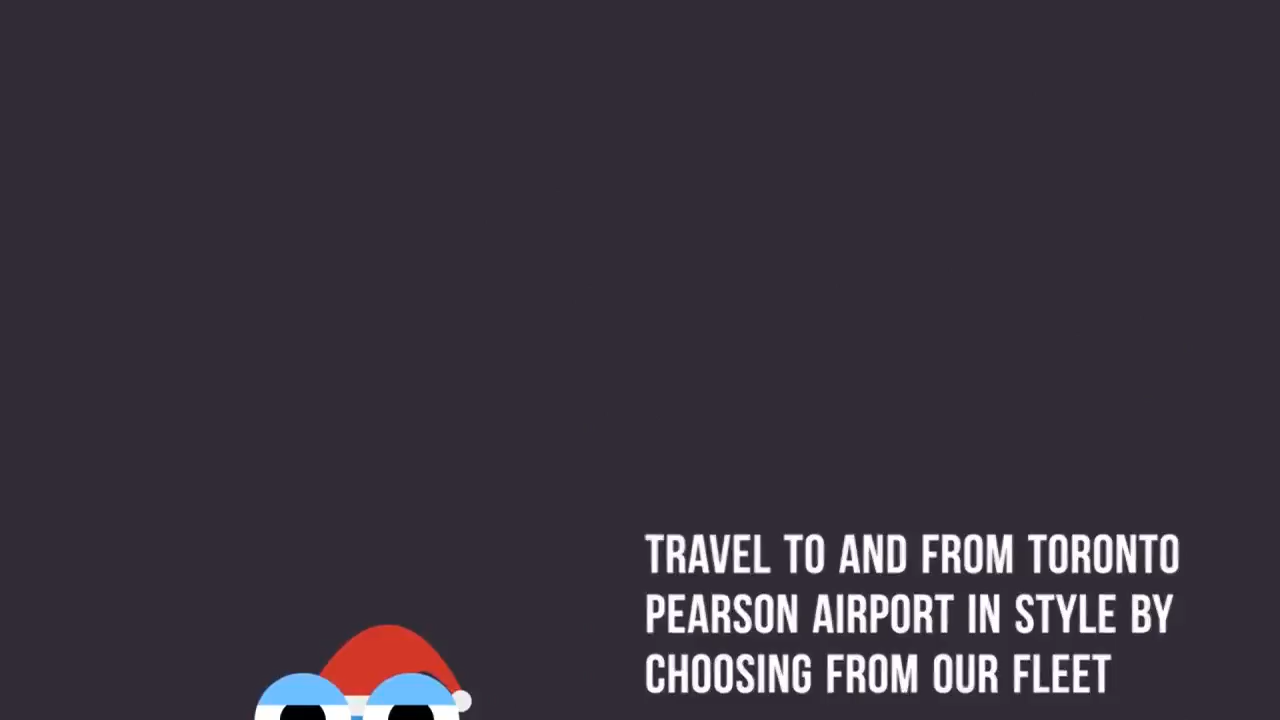 TRAVEL TO AND FROM TORONTO
PEARSON AIRPORT IN STYLE BY
CHOOSING FROM OUR FLEET